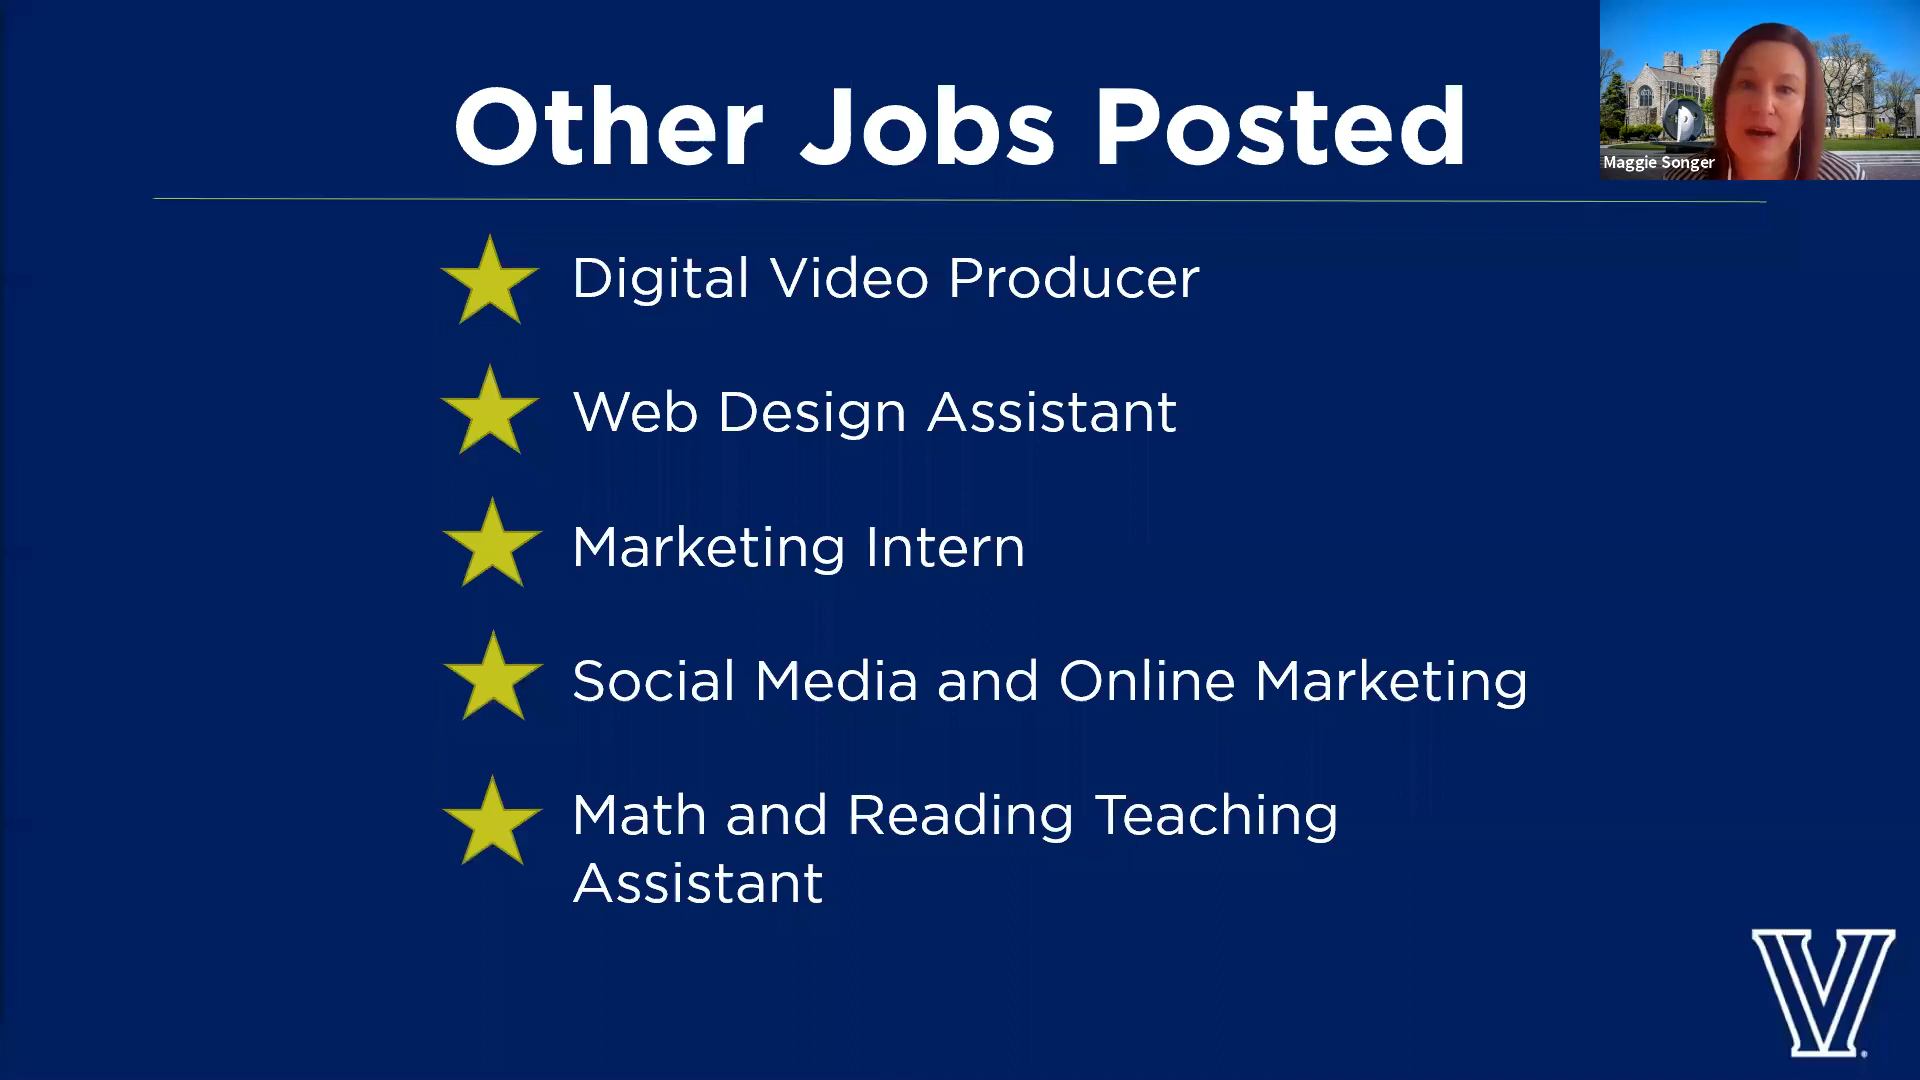 Other Jobs Posted
Maggie Songer
Digital Video Producer
Web Design Assistant
Marketing Intern
Social Media and Online Marketing
Math and Reading Teaching
Assistant
V